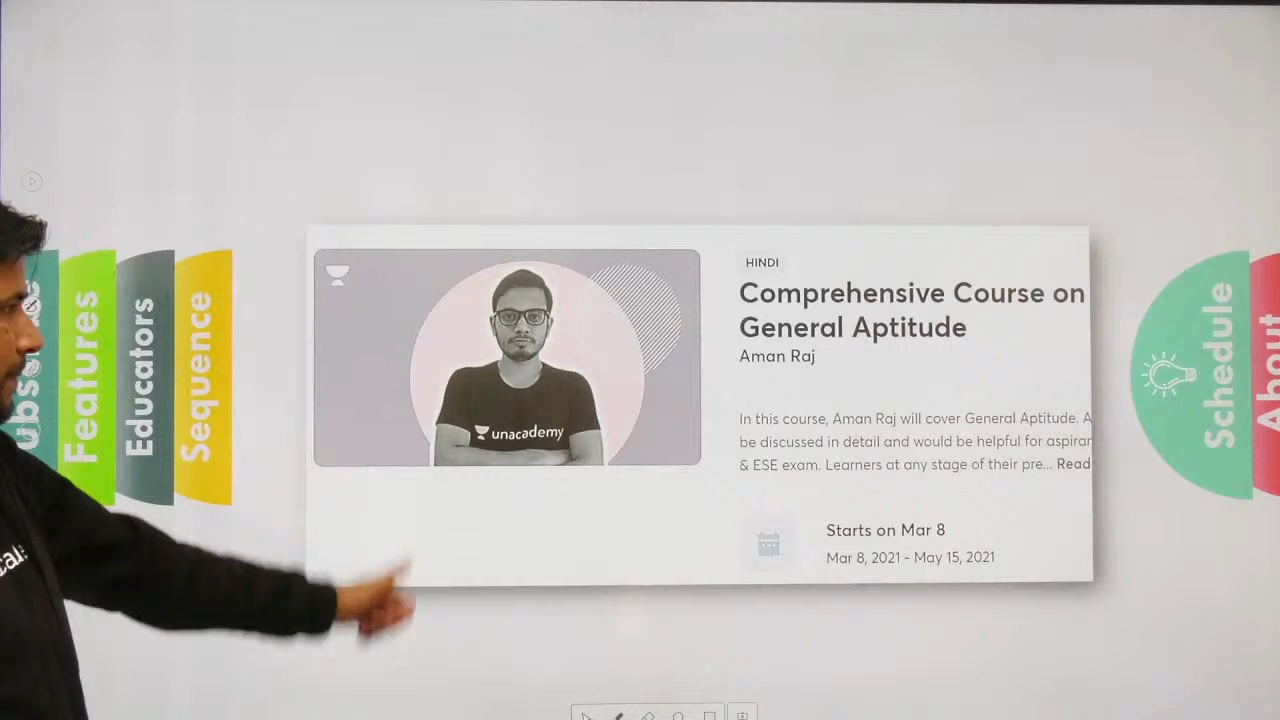 Features
Educators
Sequence
unacademy
HINDI
Comprehensive Course on
General Aptitude
Aman Raj
In this course, Aman Raj will cover General Aptitude. A
be discussed in detail and would be helpful for aspirar
& ESE exam. Learners at any stage of their pre... Read
Starts on Mar 8
Mar 8, 2021 - May 15, 2021
Schedule
About